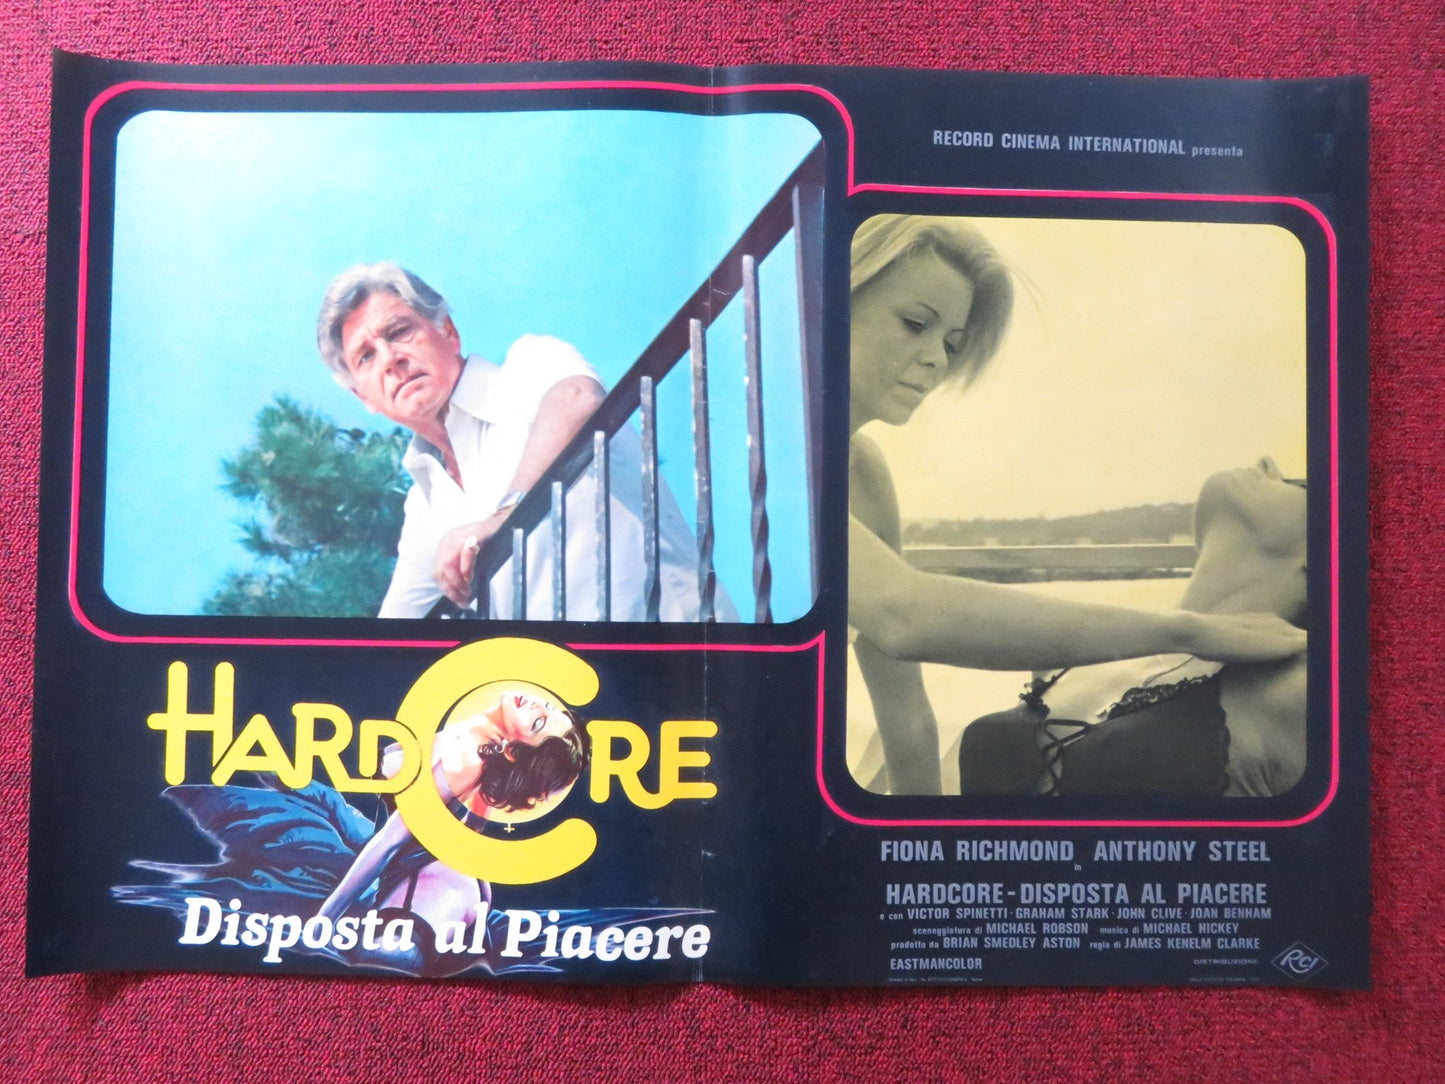 RECORD CINEMA INTERNATIONAL presenta
HARDCORE
Disposta al Piacere
FIONA RICHMOND ANTHONY STEEL
in
HARDCORE - DISPOSTA AL PIACERE
e con VICTOR SPINETTI · GRAHAM STARK · JOHN CLIVE · JOAN BENHAM
sceneggiatura di MICHAEL ROBSON musica di MICHAEL HICKEY
prodotto da BRIAN SMEDLEY ASTON regia di JAMES KENELM CLARKE
EASTMANCOLOR
DISTRIBUZIONE RCI